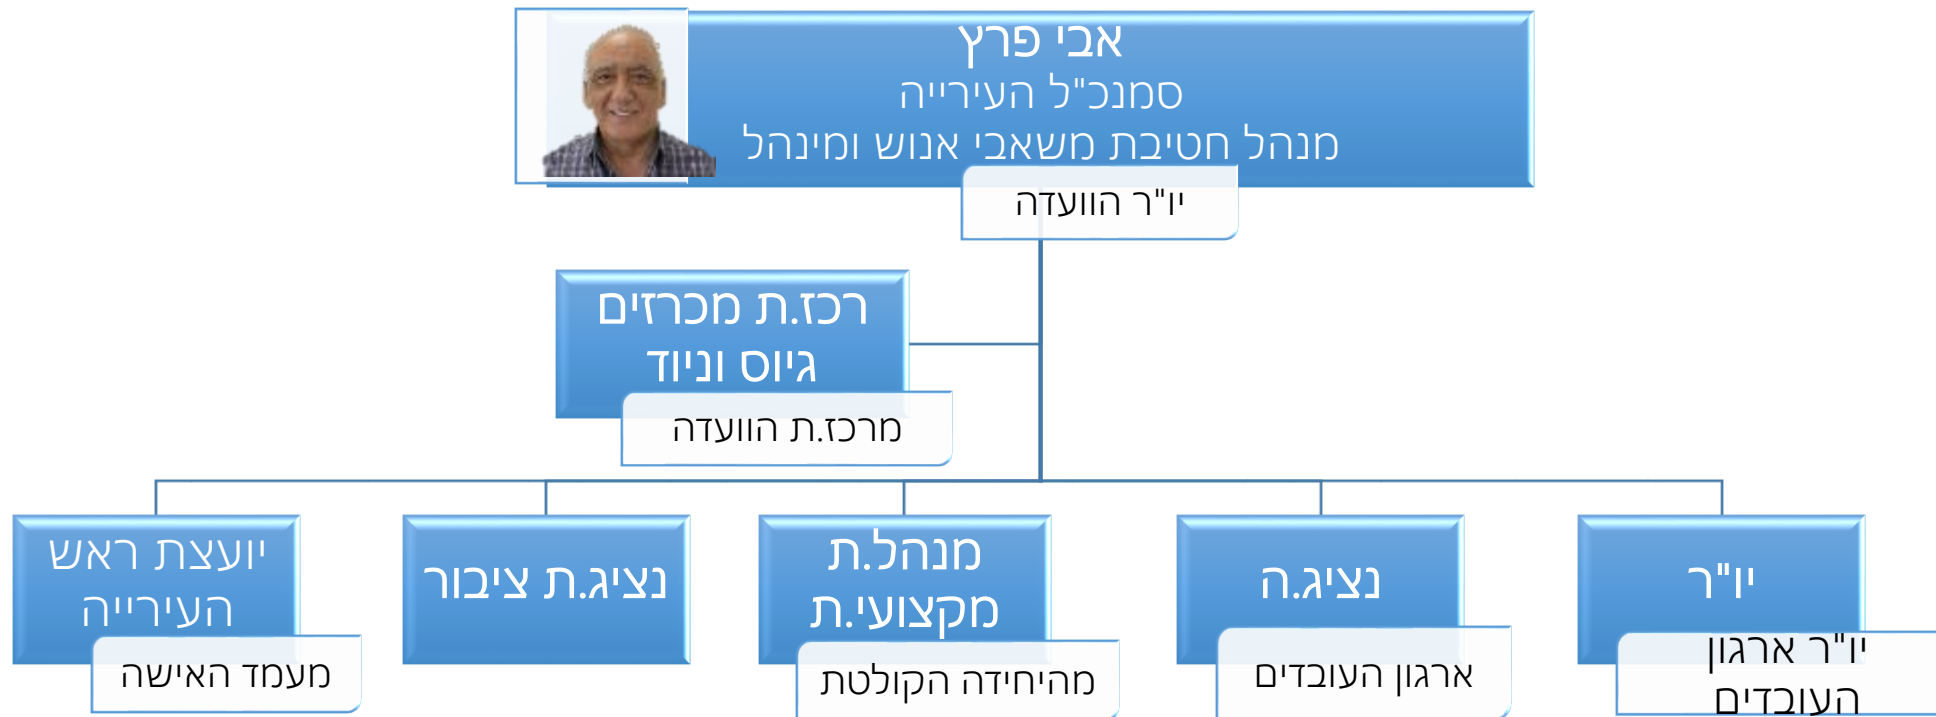 אבי פרץ
סמנכ"ל העירייה
מנהל חטיבת משאבי אנוש ומינהל
יו"ר הוועדה
רכז.ת מכרזים
גיוס וניוד
מרכז.ת הוועדה
יו"ר
יו"ר ארגון
העובדים
נציג.ה
ארגון העובדים
מנהל.ת
מקצועי.ת
מהיחידה הקולטת
נציג.ת ציבור
יועצת ראש
העירייה
מעמד האישה